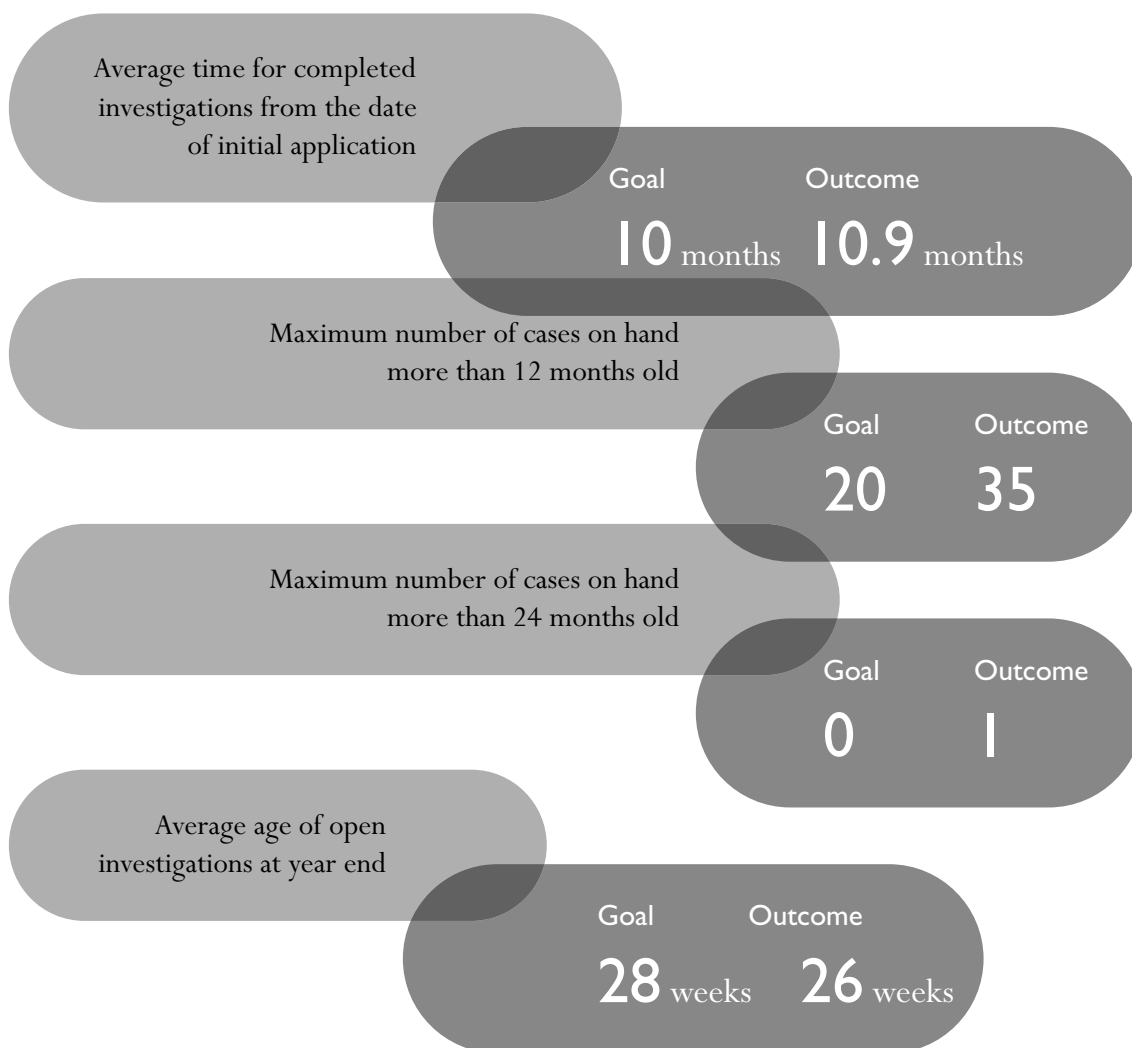 Average time for completed
investigations from the date
of initial application
Goal Outcome
10 months 10.9 months
Maximum number of cases on hand
more than 12 months old
Goal Outcome
20 35
Maximum number of cases on hand
more than 24 months old
Goal Outcome
0 1
Average age of open
investigations at year end
Goal Outcome
28 weeks 26 weeks